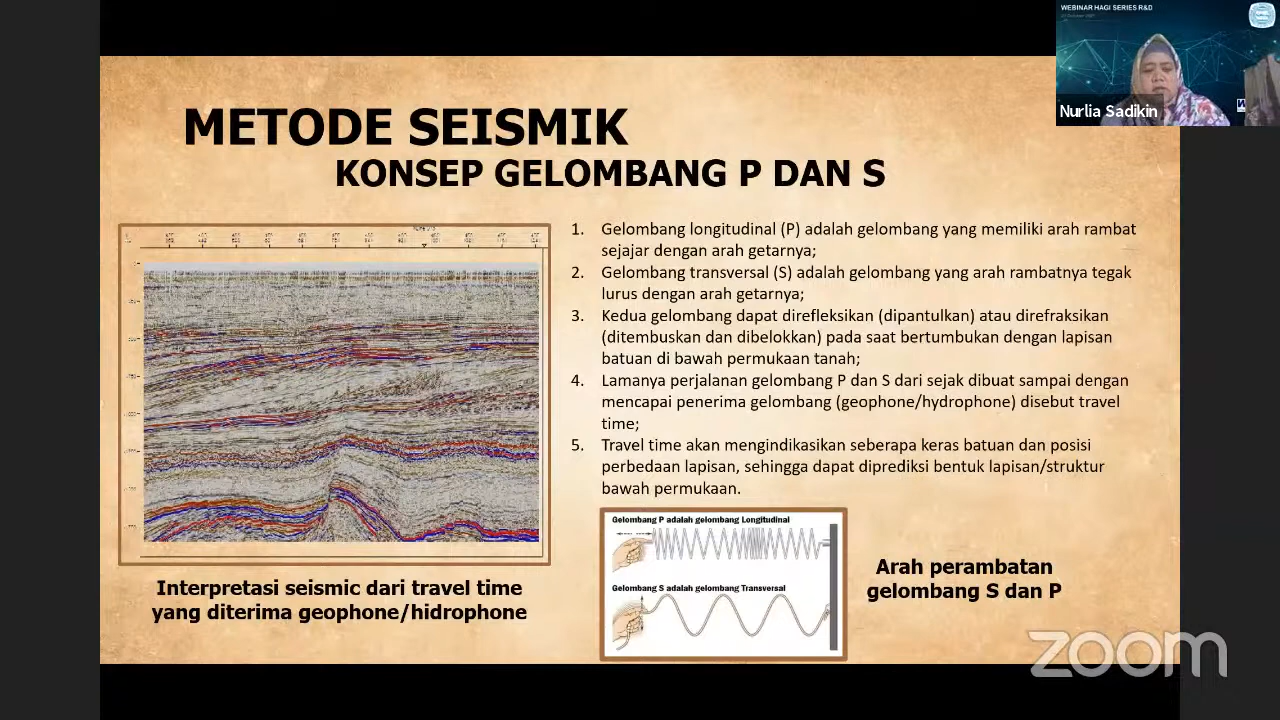 WEBINAR HAGI SERIES R&D
Nurlia Sadikin
METODE SEISMIK
KONSEP GELOMBANG P DAN S
1. Gelombang longitudinal (P) adalah gelombang yang memiliki arah rambat
sejajar dengan arah getarnya;
2. Gelombang transversal (S) adalah gelombang yang arah rambatnya tegak
lurus dengan arah getarnya;
3. Kedua gelombang dapat direfleksikan (dipantulkan) atau direfraksikan
(ditembuskan dan dibelokkan) pada saat bertumbukan dengan lapisan
batuan di bawah permukaan tanah;
4. Lamanya perjalanan gelombang P dan S dari sejak dibuat sampai dengan
mencapai penerima gelombang (geophone/hydrophone) disebut travel
time;
5. Travel time akan mengindikasikan seberapa keras batuan dan posisi
perbedaan lapisan, sehingga dapat diprediksi bentuk lapisan/struktur
bawah permukaan.
Interpretasi seismic dari travel time
yang diterima geophone/hidrophone
Gelombang P adalah gelombang Longitudinal
Gelombang S adalah gelombang Transversal
Arah perambatan
gelombang S dan P
zoom